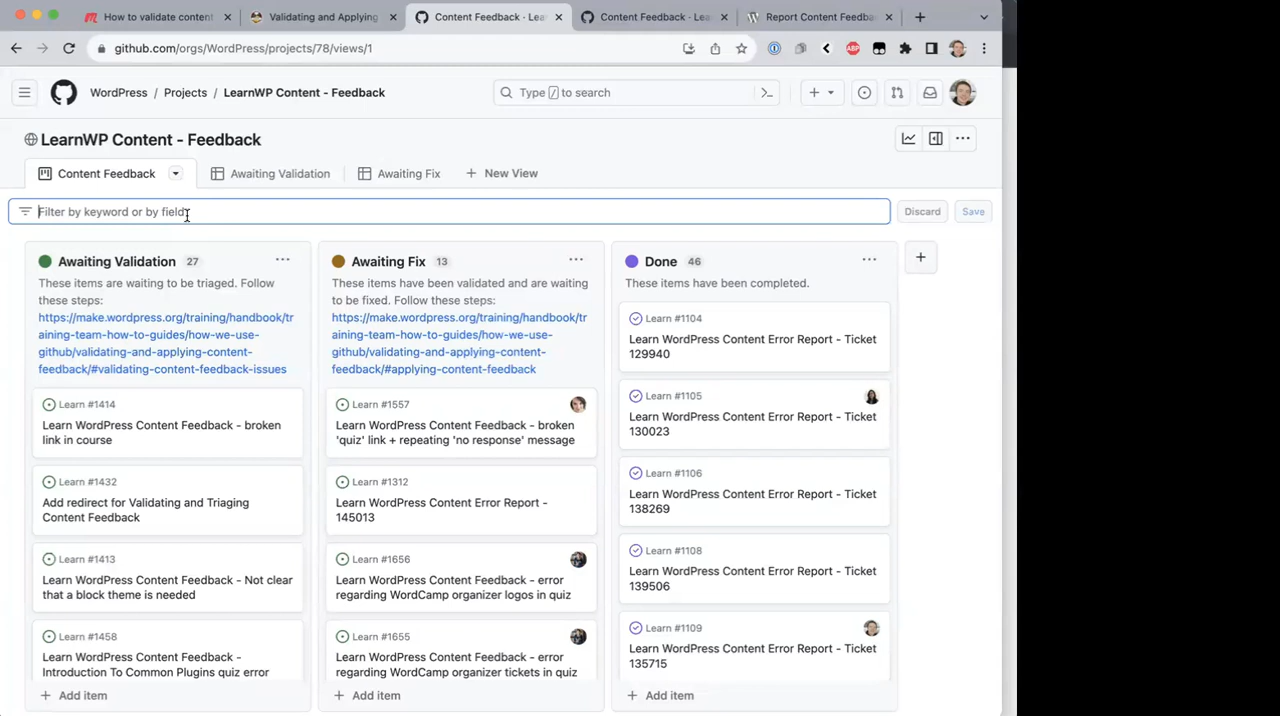 How to validate content
Validating and Applying
Content Feedback · Lea
Content Feedback · Lea
Report Content Feedba
github.com/orgs/WordPress/projects/78/views/1
ABP
WordPress / Projects / LearnWP Content - Feedback
Type / to search
LearnWP Content - Feedback
Content Feedback
Awaiting Validation
Awaiting Fix
New View
Filter by keyword or by field
Discard
Save
Awaiting Validation 27
These items are waiting to be triaged. Follow
these steps:
https://make.wordpress.org/training/handbook/tr
aining-team-how-to-guides/how-we-use-
github/validating-and-applying-content-
feedback/#validating-content-feedback-issues
Learn #1414
Learn WordPress Content Feedback - broken
link in course
Learn #1432
Add redirect for Validating and Triaging
Content Feedback
Learn #1413
Learn WordPress Content Feedback - Not clear
that a block theme is needed
Learn #1458
Learn WordPress Content Feedback -
Introduction To Common Plugins quiz error
+ Add item
Awaiting Fix 13
These items have been validated and are waiting
to be fixed. Follow these steps:
https://make.wordpress.org/training/handbook/tr
aining-team-how-to-guides/how-we-use-
github/validating-and-applying-content-
feedback/#applying-content-feedback
Learn #1557
Learn WordPress Content Feedback - broken
'quiz' link + repeating 'no response' message
Learn #1312
Learn WordPress Content Error Report -
145013
Learn #1656
Learn WordPress Content Feedback - error
regarding WordCamp organizer logos in quiz
Learn #1655
Learn WordPress Content Feedback - error
regarding WordCamp organizer tickets in quiz
+ Add item
Done 46
These items have been completed.
Learn #1104
Learn WordPress Content Error Report - Ticket
129940
Learn #1105
Learn WordPress Content Error Report - Ticket
130023
Learn #1106
Learn WordPress Content Error Report - Ticket
138269
Learn #1108
Learn WordPress Content Error Report - Ticket
139506
Learn #1109
Learn WordPress Content Error Report - Ticket
135715
+ Add item